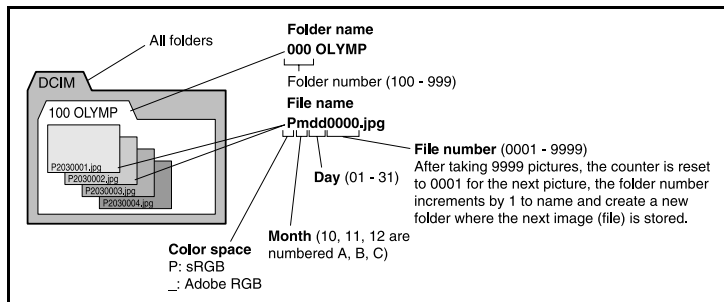 All folders
DCIM
100 OLYMP
P2030001.jpg
P2030002.jpg
P2030003.jpg
P2030004.jpg
Folder name
000 OLYMP
Folder number (100 - 999)
File name
Pmdd0000.jpg
File number (0001 - 9999)
After taking 9999 pictures, the counter is reset
to 0001 for the next picture, the folder number
increments by 1 to name and create a new
folder where the next image (file) is stored.
Day (01 - 31)
Month (10, 11, 12 are
numbered A, B, C)
Color space
P: sRGB
_: Adobe RGB